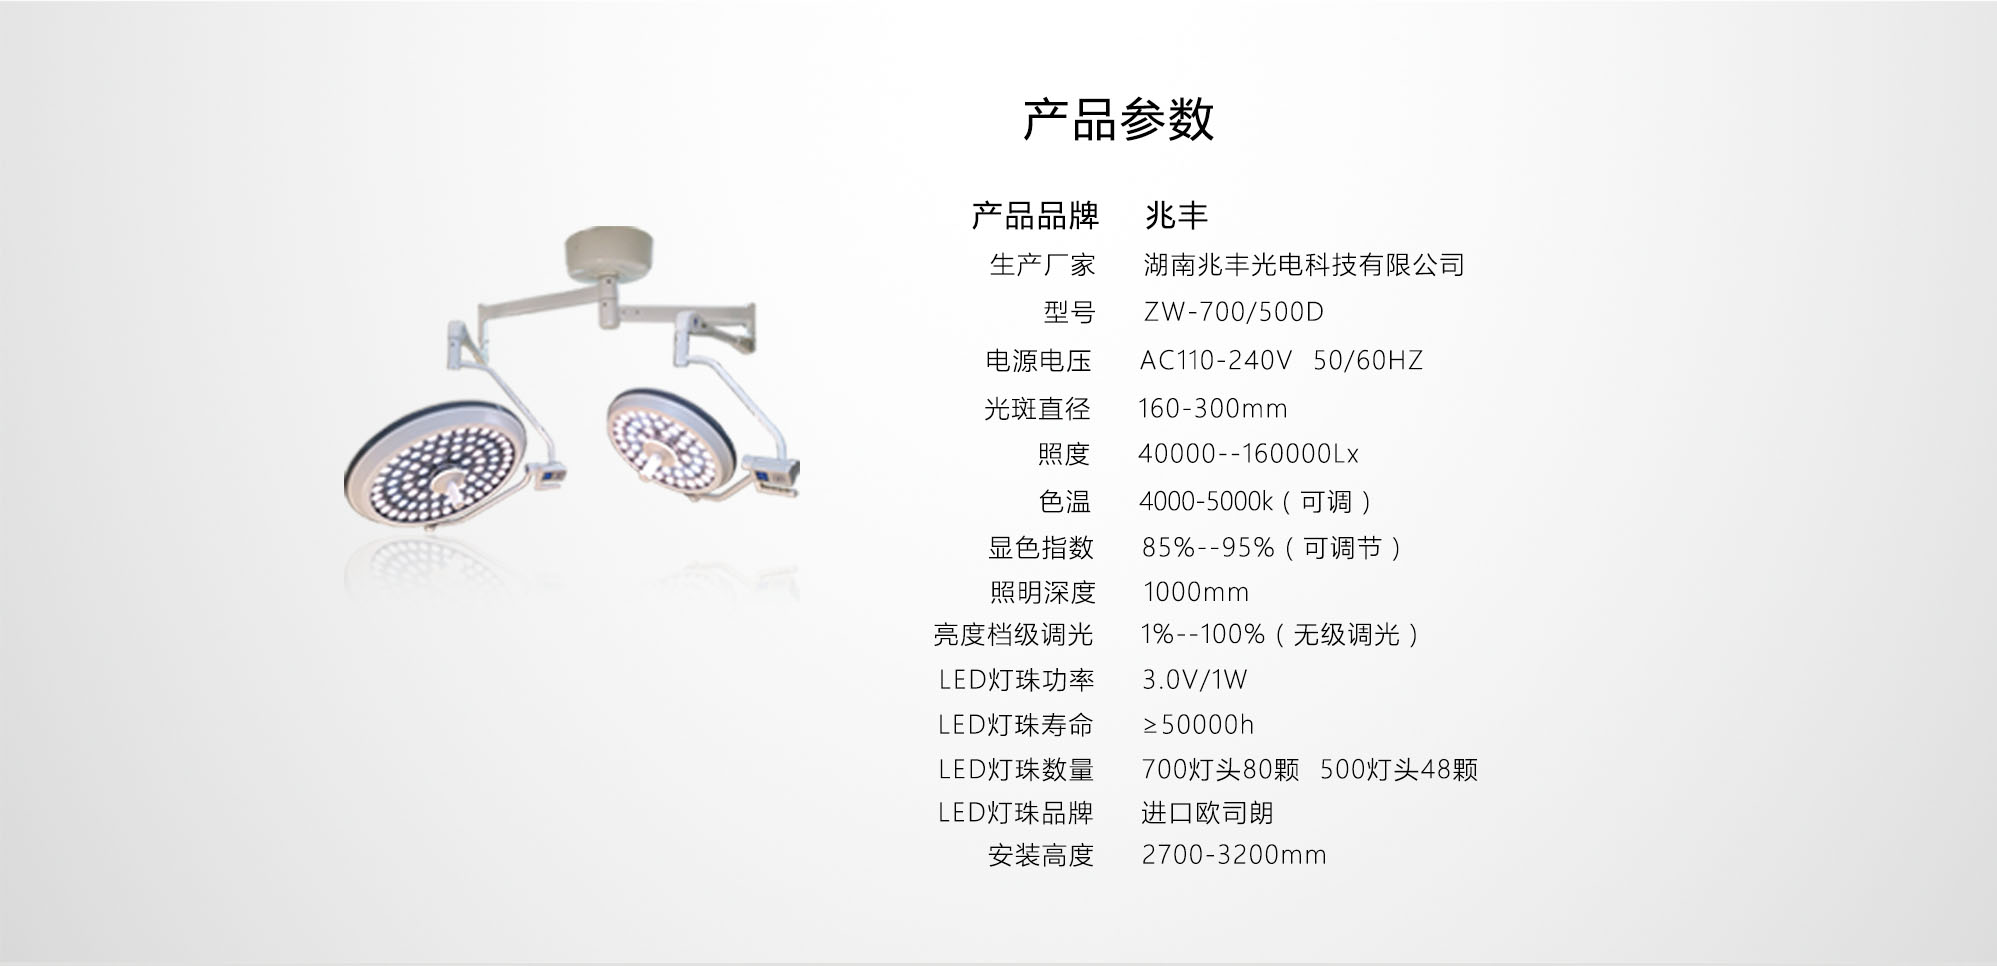 产品参数
产品品牌 兆丰
生产厂家 湖南兆丰光电科技有限公司
型号 ZW-700/500D
电源电压 AC110-240V 50/60HZ
光斑直径 160-300mm
照度 40000--160000Lx
色温 4000-5000k（可调）
显色指数 85%--95%（可调节）
照明深度 1000mm
亮度档级调光 1%--100%（无级调光）
LED灯珠功率 3.0V/1W
LED灯珠寿命 ≥50000h
LED灯珠数量 700灯头80颗 500灯头48颗
LED灯珠品牌 进口欧司朗
安装高度 2700-3200mm